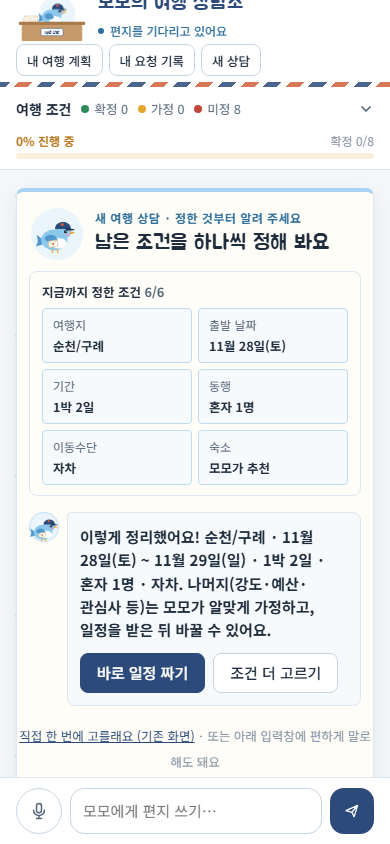 모모의 여행 상담소
편지를 기다리고 있어요
내 여행 계획
내 요청 기록
새 상담
여행 조건
확정 0
가정 0
미정 8
0% 진행 중
확정 0/8
새 여행 상담 · 정한 것부터 알려 주세요
남은 조건을 하나씩 정해 봐요
지금까지 정한 조건 6/6
여행지
순천/구례
출발 날짜
11월 28일(토)
기간
1박 2일
동행
혼자 1명
이동수단
자차
숙소
모모가 추천
이렇게 정리했어요! 순천/구례 · 11월
28일(토) ~ 11월 29일(일) · 1박 2일 ·
혼자 1명 · 자차. 나머지(강도·예산·
관심사 등)는 모모가 알맞게 가정하고,
일정을 받은 뒤 바꿀 수 있어요.
바로 일정 짜기
조건 더 고르기
직접 한 번에 고를래요 (기존 화면) · 또는 아래 입력창에 편하게 말로
해도 돼요
모모에게 편지 쓰기…